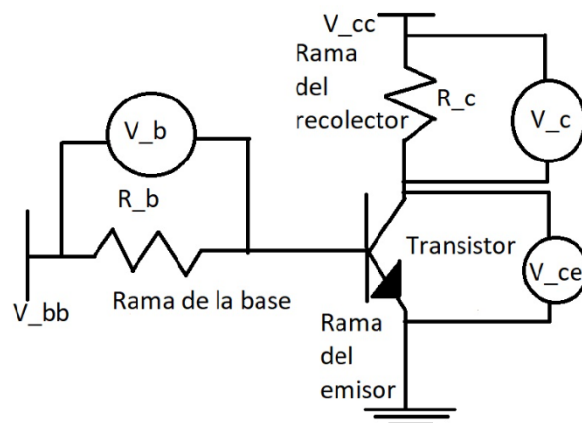 V_cc
Rama
del
recolector
R_c
V_c
V_b
R_b
V_bb
Rama de la base
Transistor
V_ce
Rama
del
emisor